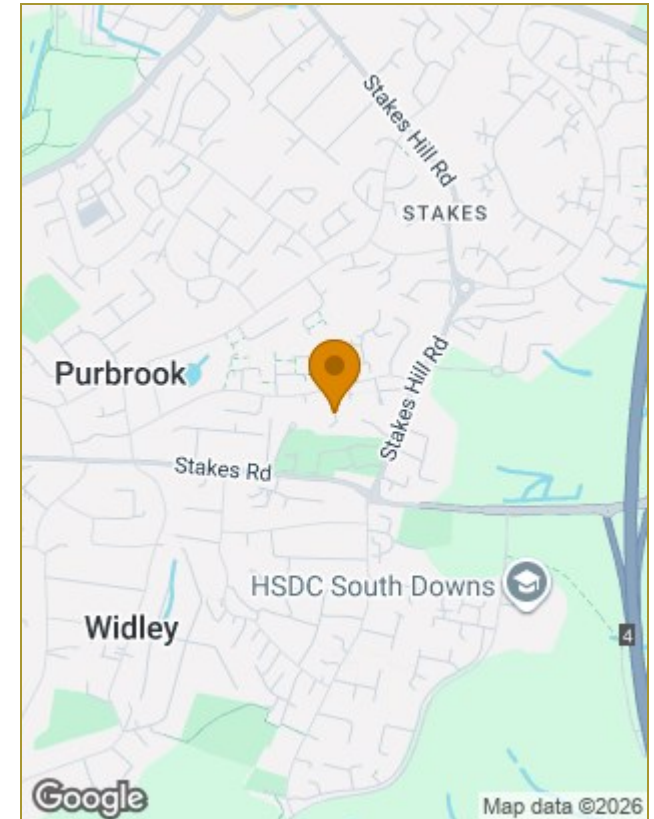 Stakes Hill Rd
STAKES
Stakes Hill Rd
Purbrook
Stakes Rd
HSDC South Downs
Widley
4
Google
Map data ©2026